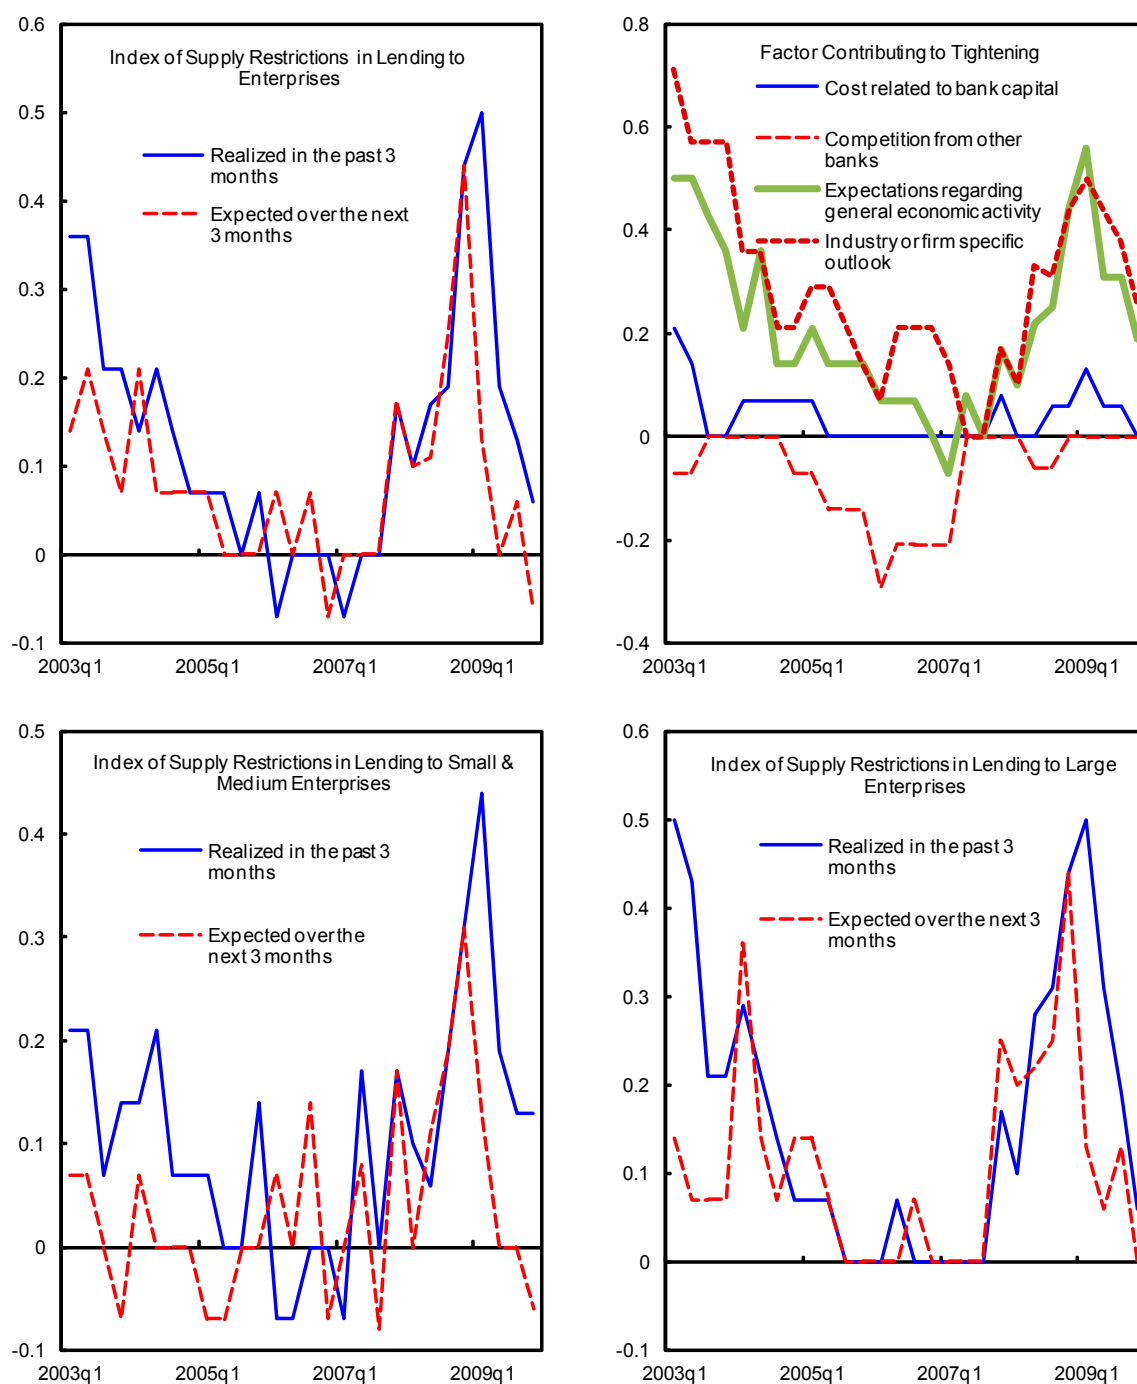 Index of Supply Restrictions in Lending to
Enterprises
Realized in the past 3
months
Expected over the next
3 months
0.6
0.5
0.4
0.3
0.2
0.1
0
-0.1
2003q1
2005q1
2007q1
2009q1
Factor Contributing to Tightening
Cost related to bank capital
Competition from other
banks
Expectations regarding
general economic activity
Industry or firm specific
outlook
0.8
0.6
0.4
0.2
0
-0.2
-0.4
2003q1
2005q1
2007q1
2009q1
Index of Supply Restrictions in Lending to Small &
Medium Enterprises
Realized in the past 3
months
Expected over the
next 3 months
0.5
0.4
0.3
0.2
0.1
0
-0.1
2003q1
2005q1
2007q1
2009q1
Index of Supply Restrictions in Lending to Large
Enterprises
Realized in the past 3
months
Expected over the next 3
months
0.6
0.5
0.4
0.3
0.2
0.1
0
-0.1
2003q1
2005q1
2007q1
2009q1